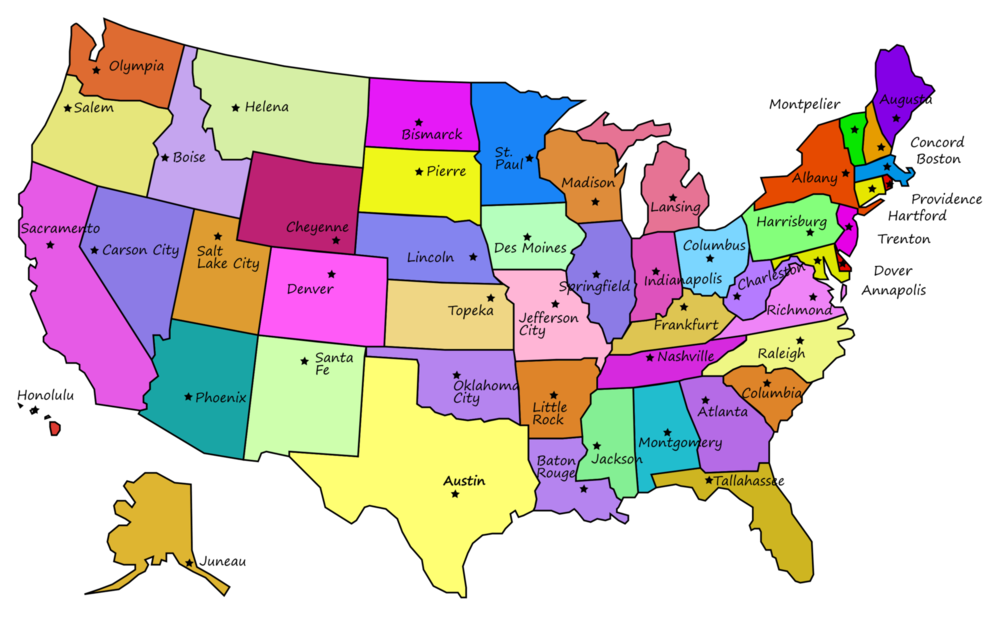 Olympia
Salem
Helena
Boise
Bismarck
Pierre
St.
Paul
Madison
Lansing
Montpelier
Augusta
Concord
Boston
Albany
Providence
Hartford
Harrisburg
Trenton
Dover
Annapolis
Sacramento
Carson City
Salt
Lake City
Cheyenne
Denver
Lincoln
Des Moines
Topeka
Jefferson
City
Springfield
Indianapolis
Columbus
Charleston
Richmond
Frankfurt
Nashville
Raleigh
Columbia
Atlanta
Montgomery
Jackson
Little
Rock
Oklahoma
City
Santa
Fe
Phoenix
Honolulu
Austin
Baton
Rouge
Tallahassee
Juneau